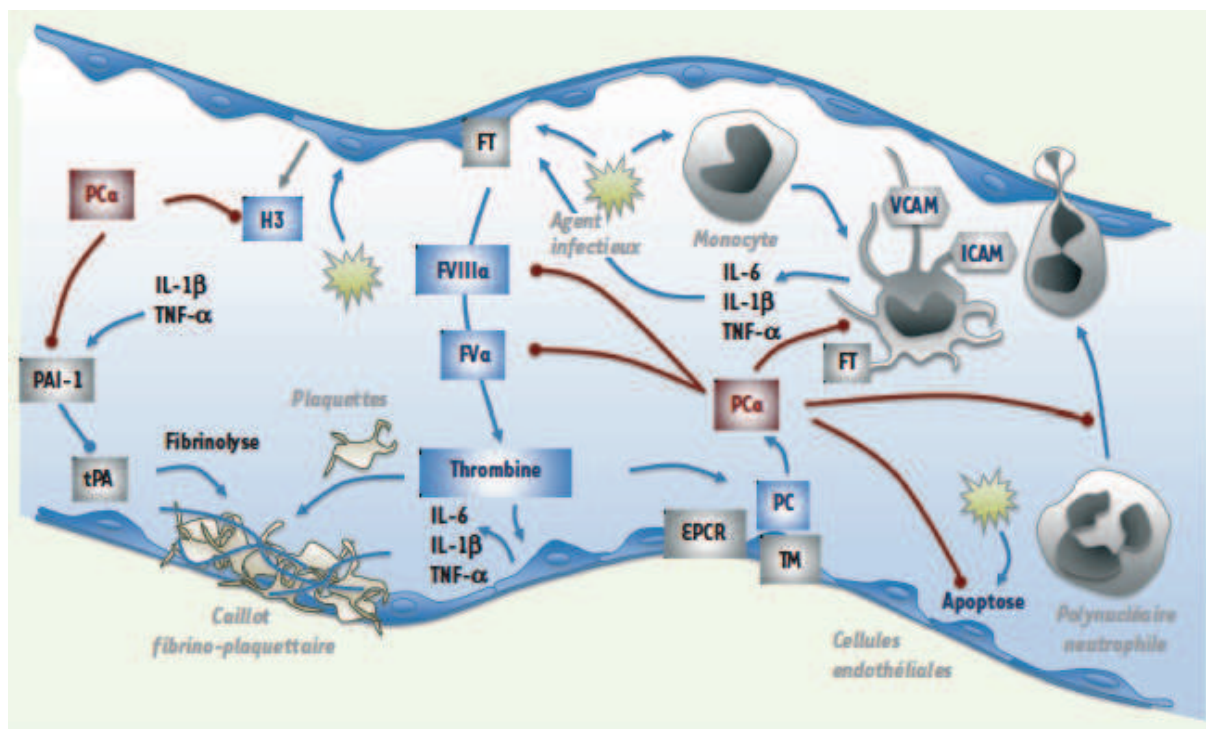 FT
PCa
H3
VCAM
Agent
infectieux
Monocyte
ICAM
FVIIIa
IL-6
IL-1β
TNF-α
IL-1β
TNF-α
FVa
FT
PAI-1
PCa
Plaquettes
Fibrinolyse
tPA
Thrombine
PC
IL-6
IL-1β
TNF-α
EPCR
TM
Apoptose
Caillot
fibrino-plaquettaire
Cellules
endothéliales
Polynucléaire
neutrophile